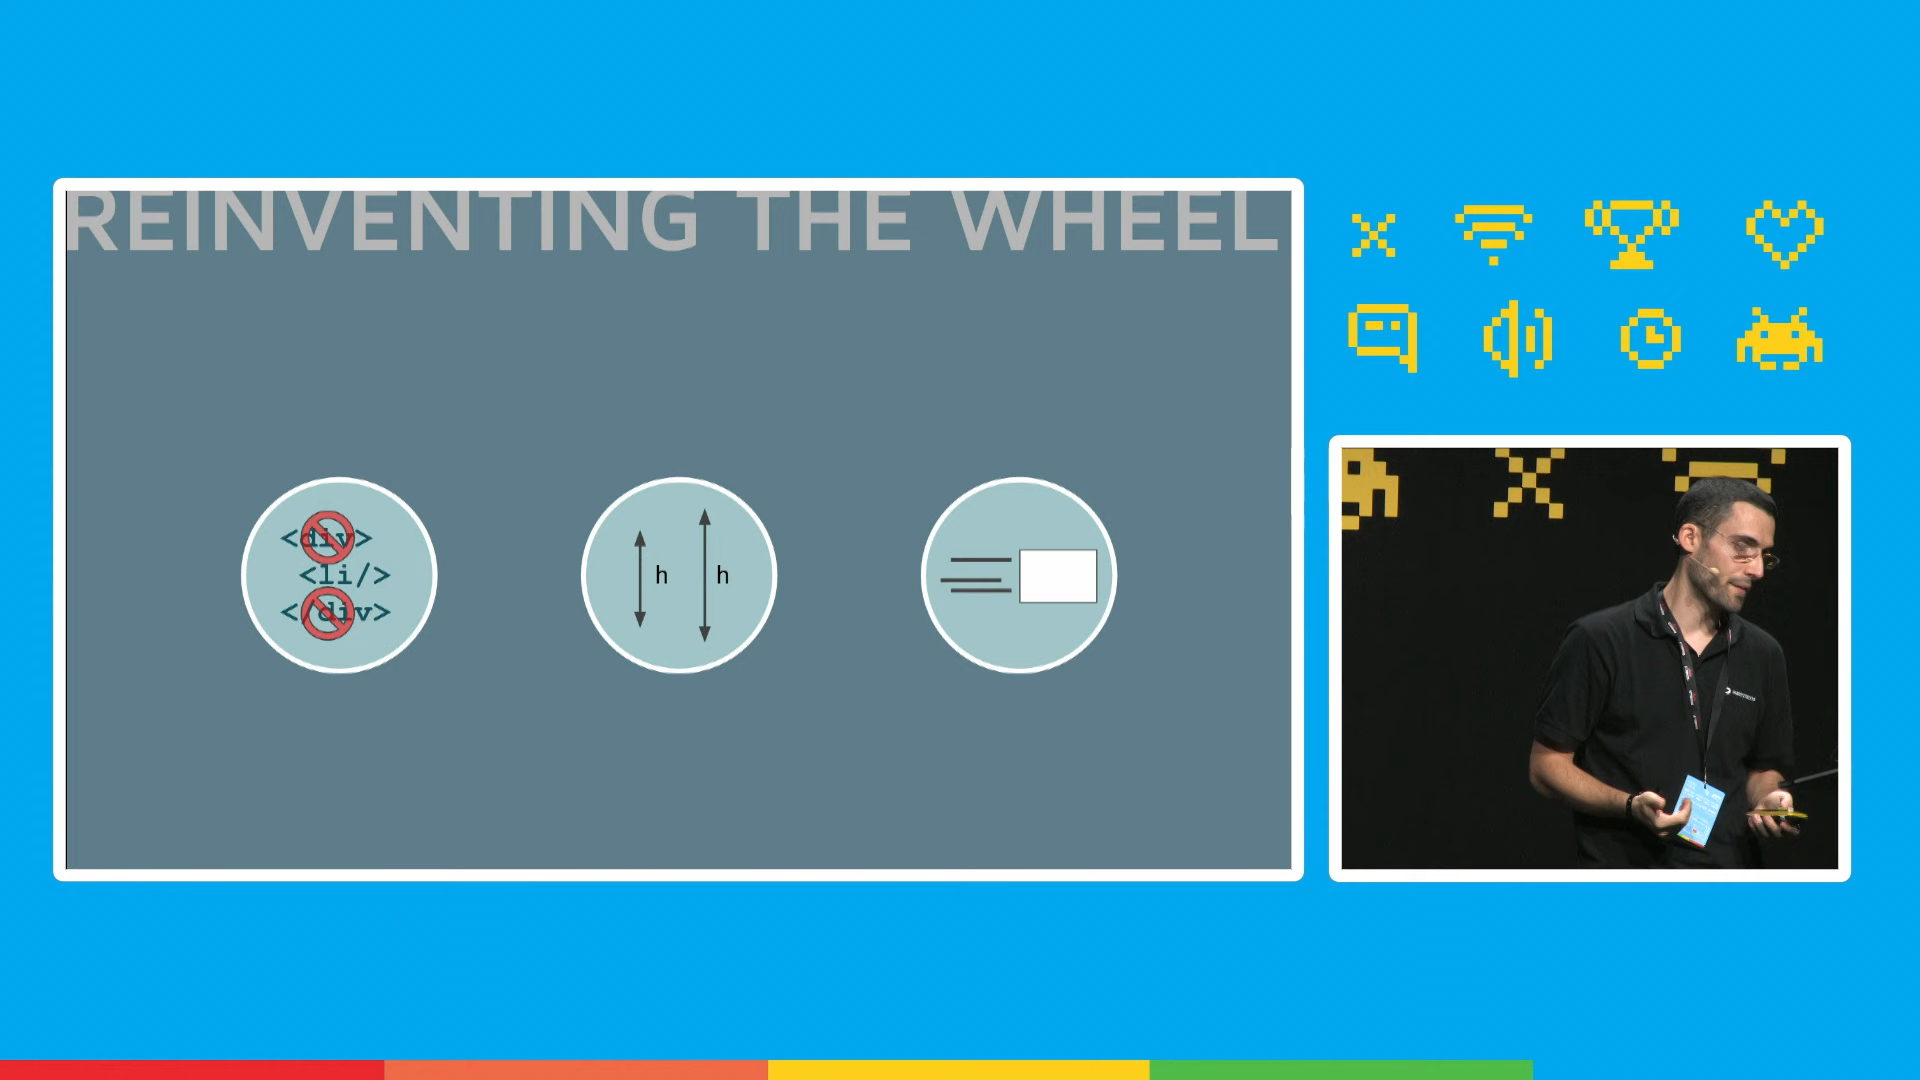 REINVENTING THE WHEEL
<div>
<li/>
</div>
h h